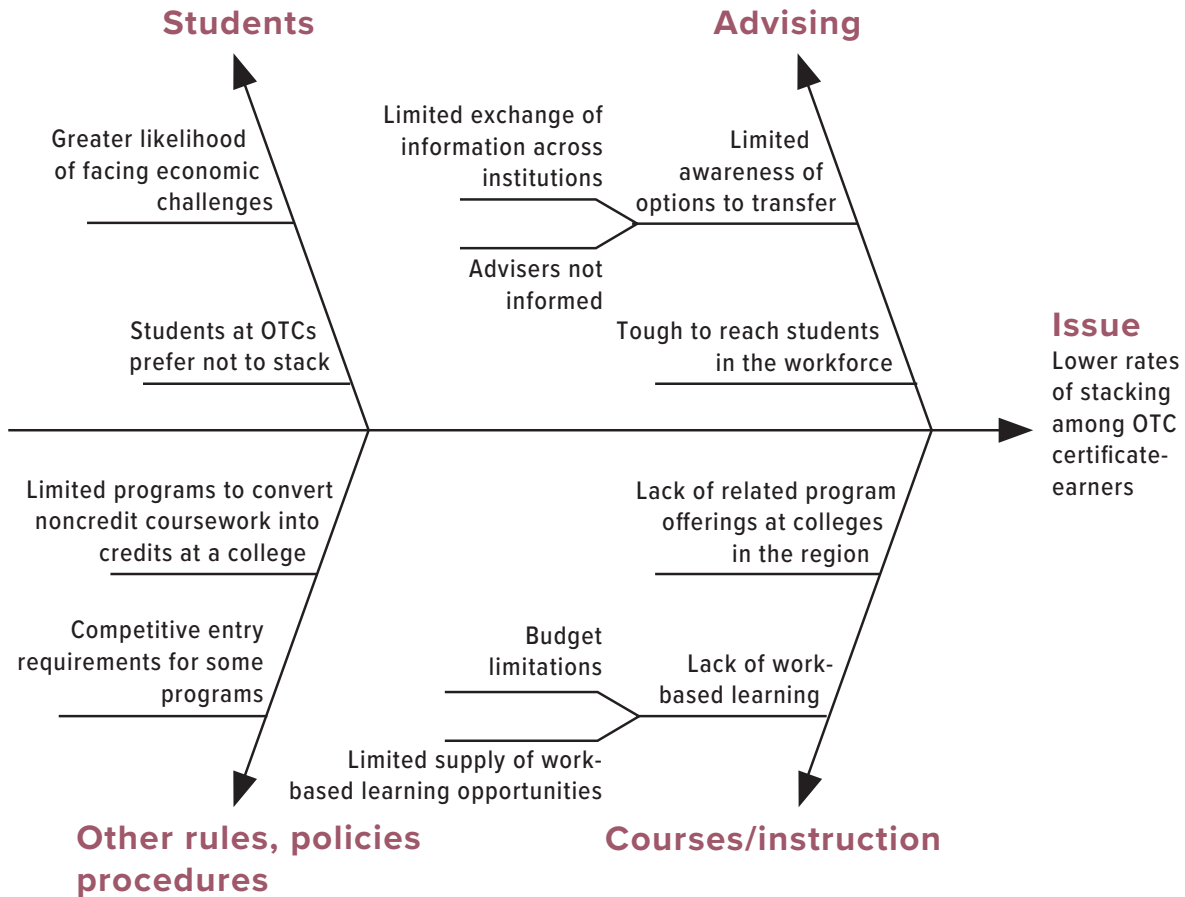 Students
Advising
Greater likelihood
of facing economic
challenges
Limited exchange of
information across
institutions
Limited
awareness of
options to transfer
Advisers not
informed
Students at OTCs
prefer not to stack
Tough to reach students
in the workforce
Issue
Lower rates
of stacking
among OTC
certificate-
earners
Limited programs to convert
noncredit coursework into
credits at a college
Lack of related program
offerings at colleges
in the region
Competitive entry
requirements for some
programs
Budget
limitations
Lack of work-
based learning
Limited supply of work-
based learning opportunities
Other rules, policies
procedures
Courses/instruction